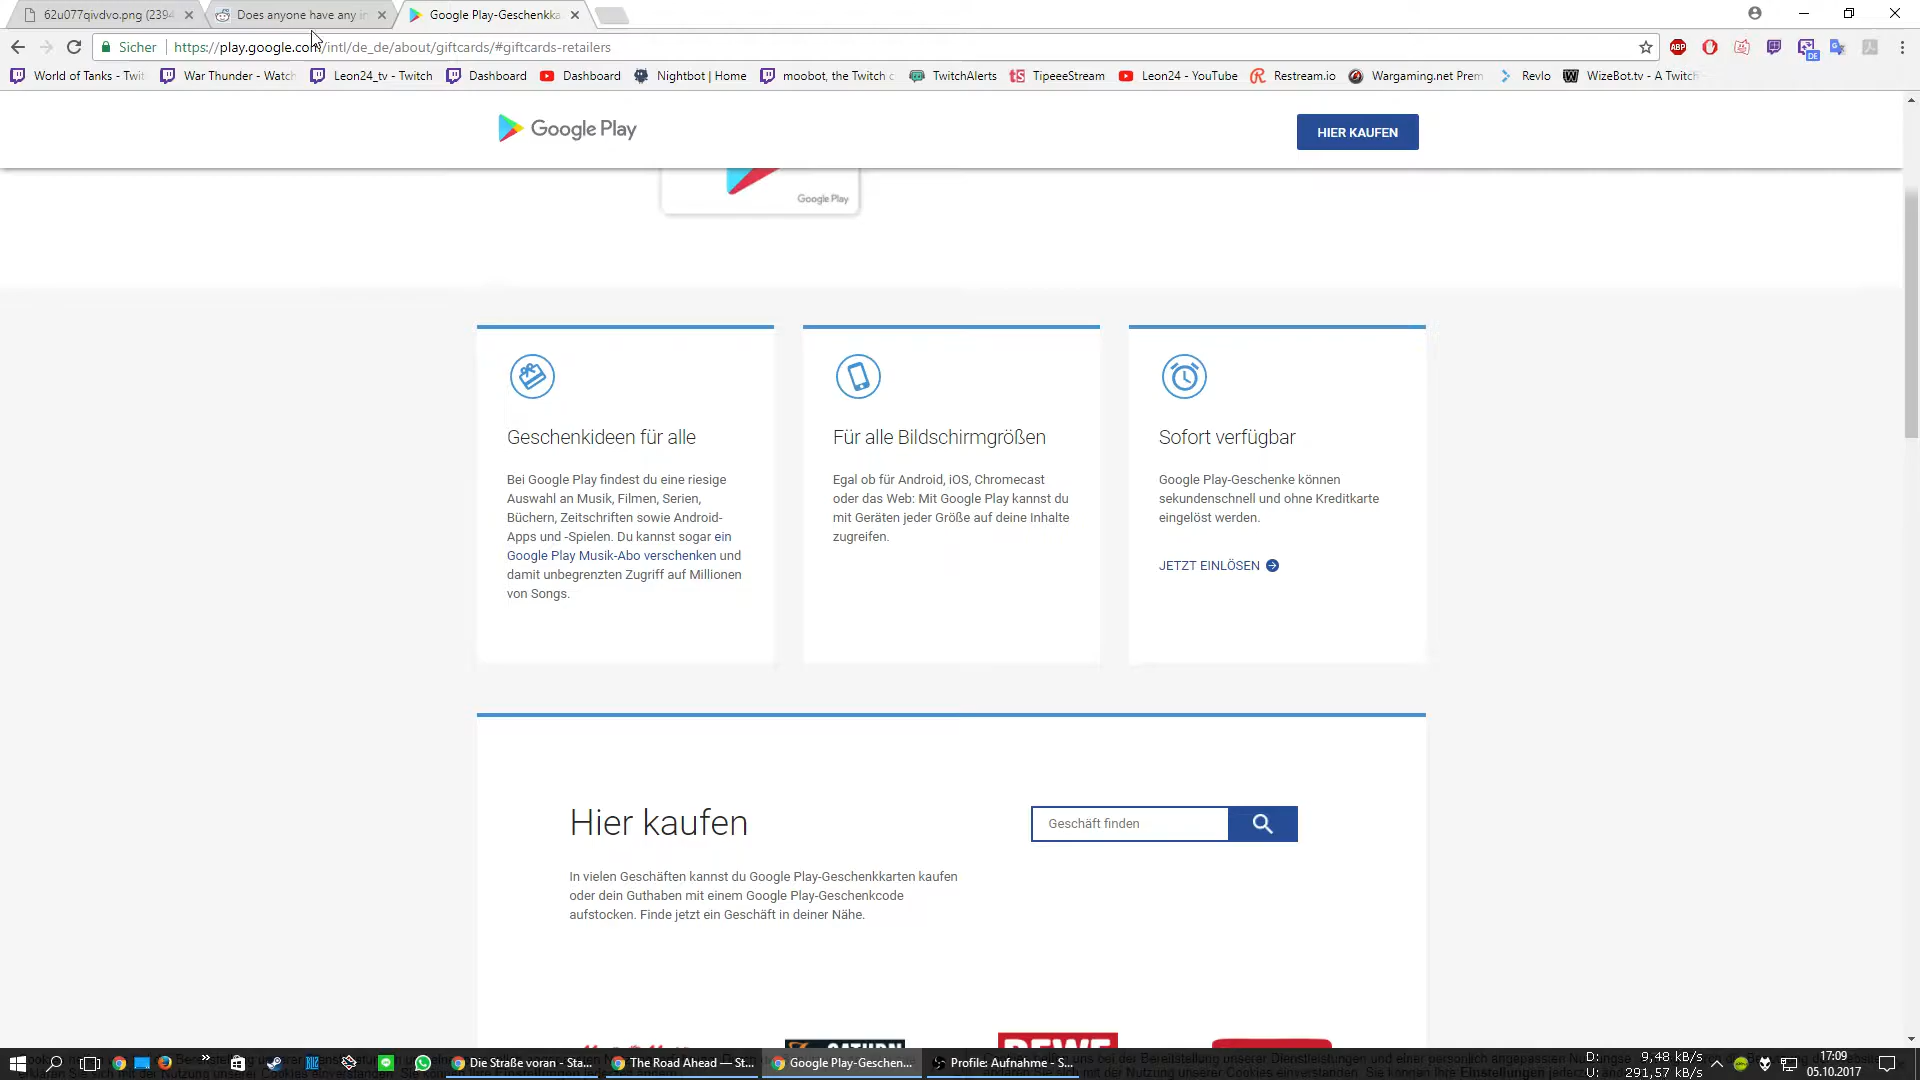 62u077qivdvo.png (2394
Does anyone have any in
Google Play-Geschenkka
Sicher
https://play.google.com/intl/de_de/about/giftcards/#giftcards-retailers
World of Tanks - Twit
War Thunder - Watch
Leon24_tv - Twitch
Dashboard
Dashboard
Nightbot | Home
moobot, the Twitch c
TwitchAlerts
TipeeeStream
Leon24 - YouTube
Restream.io
Wargaming.net Prem
Revlo
WizeBot.tv - A Twitch
Google Play
HIER KAUFEN
Google Play
Geschenkideen für alle
Bei Google Play findest du eine riesige
Auswahl an Musik, Filmen, Serien,
Büchern, Zeitschriften sowie Android-
Apps und -Spielen. Du kannst sogar ein
Google Play Musik-Abo verschenken und
damit unbegrenzten Zugriff auf Millionen
von Songs.
Für alle Bildschirmgrößen
Egal ob für Android, iOS, Chromecast
oder das Web: Mit Google Play kannst du
mit Geräten jeder Größe auf deine Inhalte
zugreifen.
Sofort verfügbar
Google Play-Geschenke können
sekundenschnell und ohne Kreditkarte
eingelöst werden.
JETZT EINLÖSEN
Hier kaufen
Geschäft finden
In vielen Geschäften kannst du Google Play-Geschenkkarten kaufen
oder dein Guthaben mit einem Google Play-Geschenkcode
aufstocken. Finde jetzt ein Geschäft in deiner Nähe.
SATURN
REWE
Die Straße voran - Sta...
The Road Ahead — St...
Google Play-Geschen...
Profile: Aufnahme - S...
D: 9,48 kB/s
U: 291,57 kB/s
17:09
05.10.2017